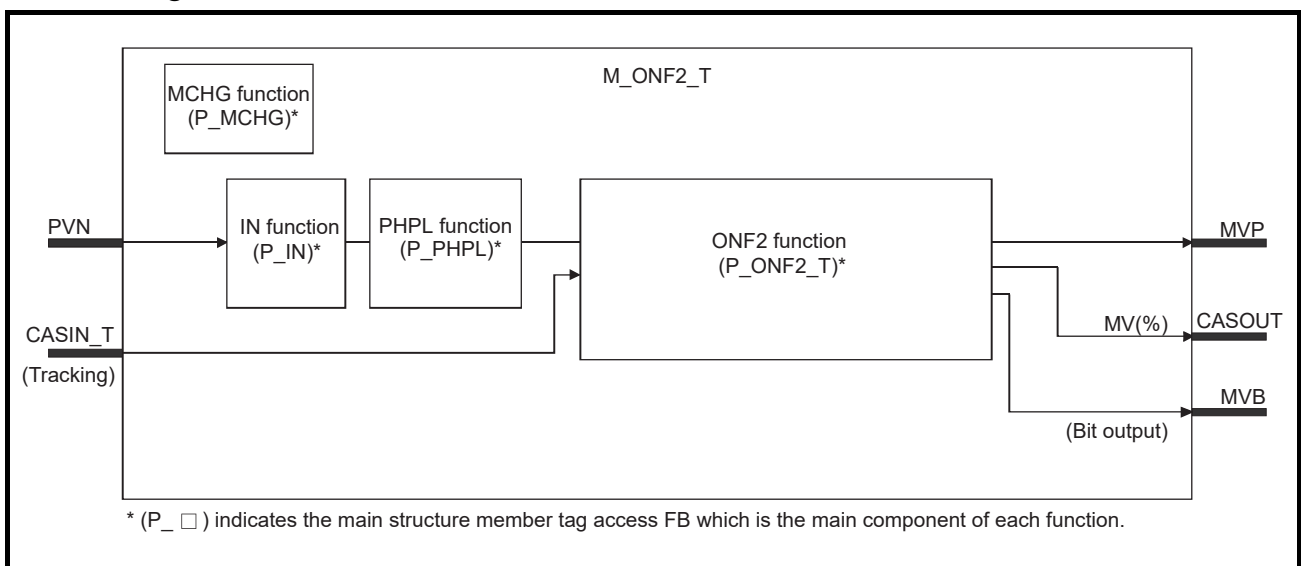 M_ONF2_T
MCHG function
(P_MCHG)*
PVN
IN function
(P_IN)*
PHPL function
(P_PHPL)*
ONF2 function
(P_ONF2_T)*
MVP
CASIN_T
(Tracking)
MV(%)
CASOUT
MVB
(Bit output)
* (P_ □ ) indicates the main structure member tag access FB which is the main component of each function.